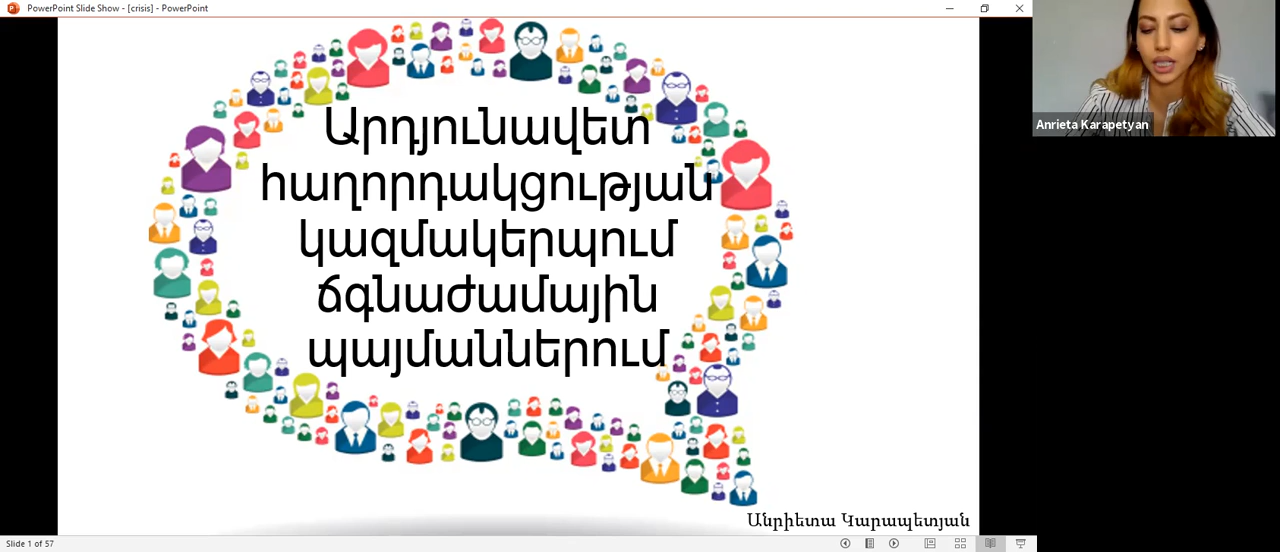 PowerPoint Slide Show - [crisis] - PowerPoint
Anrieta Karapetyan
Արդյունավետ
հաղորդակցության
կազմակերպում
ճգնաժամային
պայմաններում
Անրիետա Կարապետյան
Slide 1 of 57